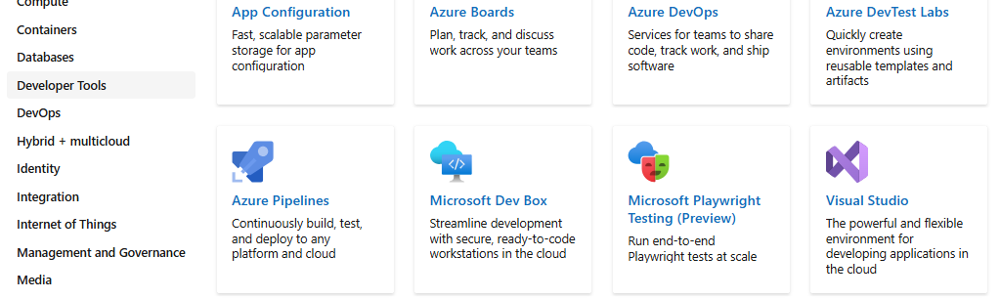 Compute
Containers
Databases
Developer Tools
DevOps
Hybrid + multicloud
Identity
Integration
Internet of Things
Management and Governance
Media
App Configuration
Fast, scalable parameter
storage for app
configuration
Azure Boards
Plan, track, and discuss
work across your teams
Azure DevOps
Services for teams to share
code, track work, and ship
software
Azure DevTest Labs
Quickly create
environments using
reusable templates and
artifacts
Azure Pipelines
Continuously build, test,
and deploy to any
platform and cloud
Microsoft Dev Box
Streamline development
with secure, ready-to-code
workstations in the cloud
Microsoft Playwright
Testing (Preview)
Run end-to-end
Playwright tests at scale
Visual Studio
The powerful and flexible
environment for
developing applications in
the cloud